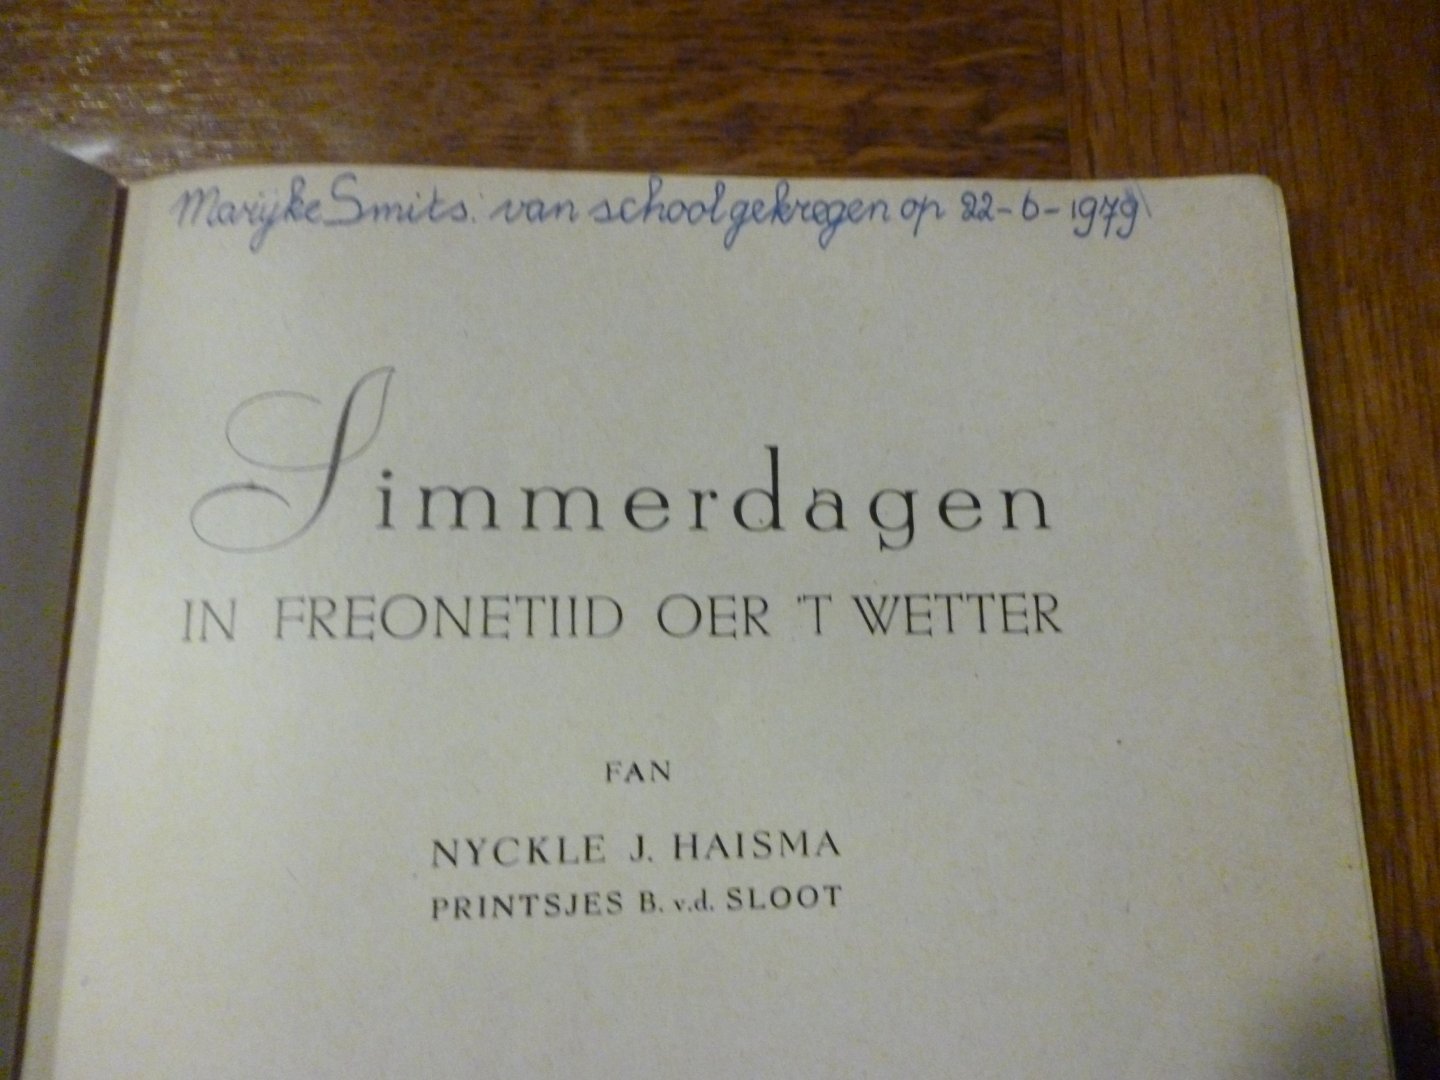 Marijke Smits. van school gekregen op 22-6-1979
Simmerdagen
IN FREONETIID OER 'T WETTER
FAN
NYCKLE J. HAISMA
PRINTSJES B. v.d. SLOOT